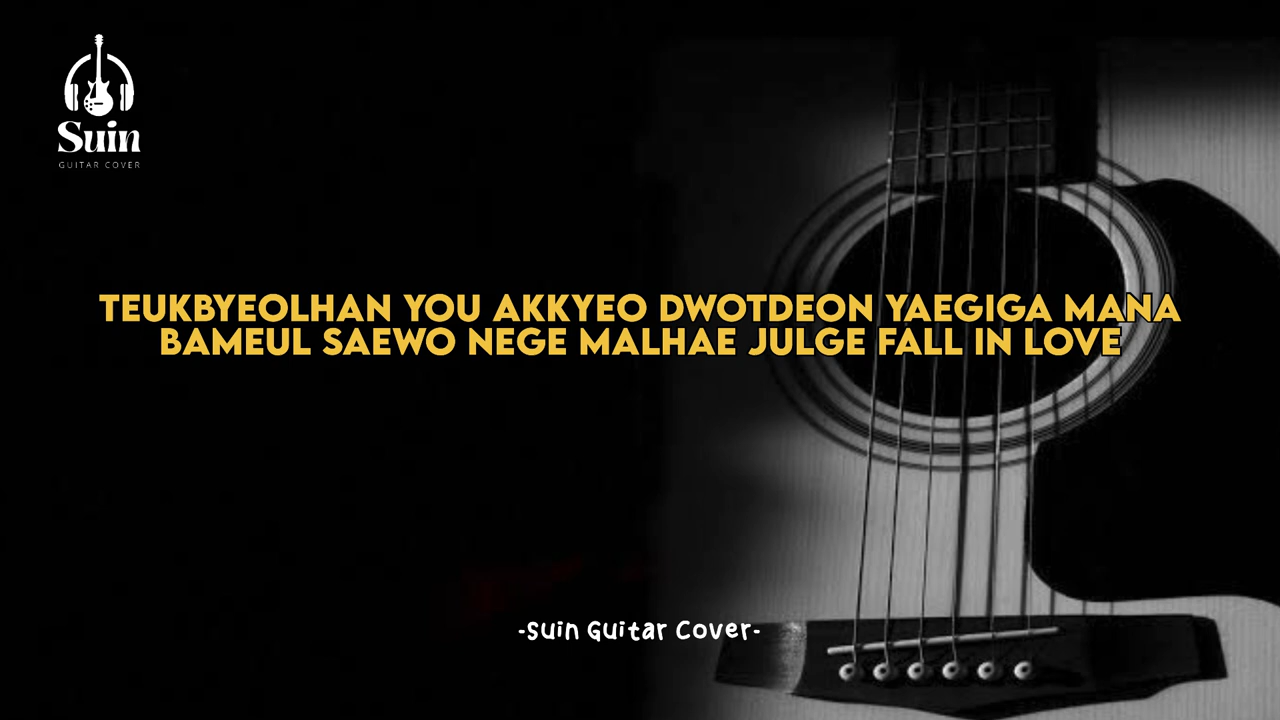 Suin
GUITAR COVER
TEUKBYEOLHAN YOU AKKYEO DWOTDEON YAEGIGA MANA
BAMEUL SAEWO NEGE MALHAE JULGE FALL IN LOVE
-Suin Guitar Cover-